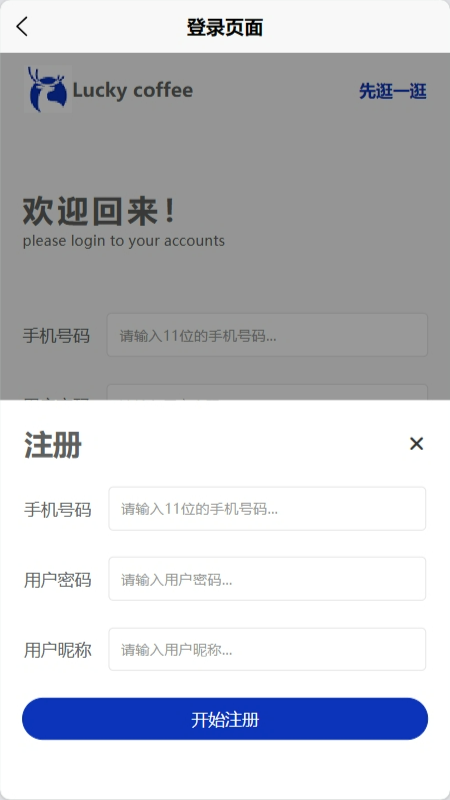 登录页面
Lucky coffee
先逛一逛
欢迎回来！
please login to your accounts
手机号码
请输入11位的手机号码...
注册
手机号码
请输入11位的手机号码...
用户密码
请输入用户密码...
用户昵称
请输入用户昵称...
开始注册